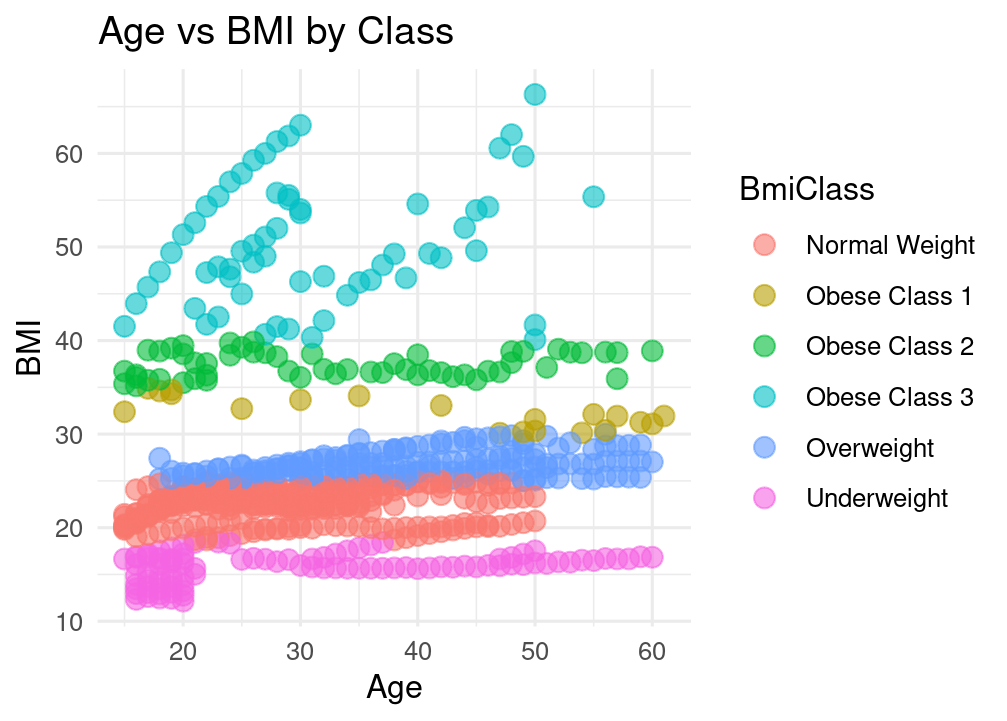 Age vs BMI by Class
60
50
40
30
20
10
BMI
20 30 40 50 60
Age
BmiClass
Normal Weight
Obese Class 1
Obese Class 2
Obese Class 3
Overweight
Underweight